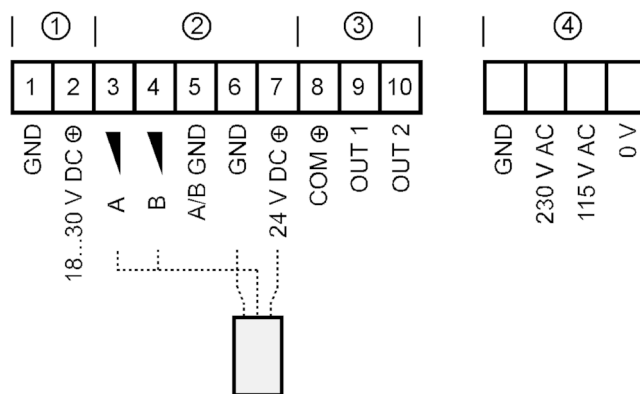 ① ② ③ ④
1 2 3 4 5 6 7 8 9 10
GND
18...30 V DC ⊕
A
B
A/B GND
GND
24 V DC ⊕
COM ⊕
OUT 1
OUT 2
GND
230 V AC
115 V AC
0 V